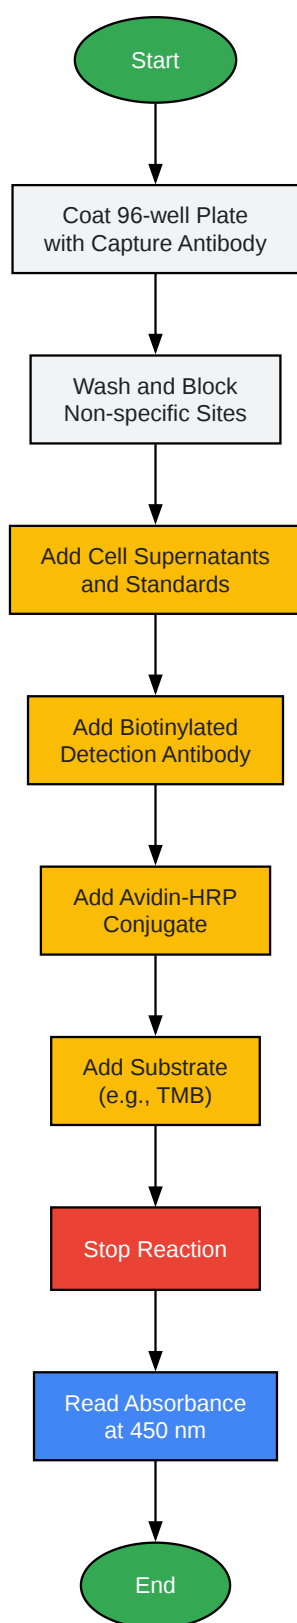 Start
Coat 96-well Plate
with Capture Antibody
Wash and Block
Non-specific Sites
Add Cell Supernatants
and Standards
Add Biotinylated
Detection Antibody
Add Avidin-HRP
Conjugate
Add Substrate
(e.g., TMB)
Stop Reaction
Read Absorbance
at 450 nm
End